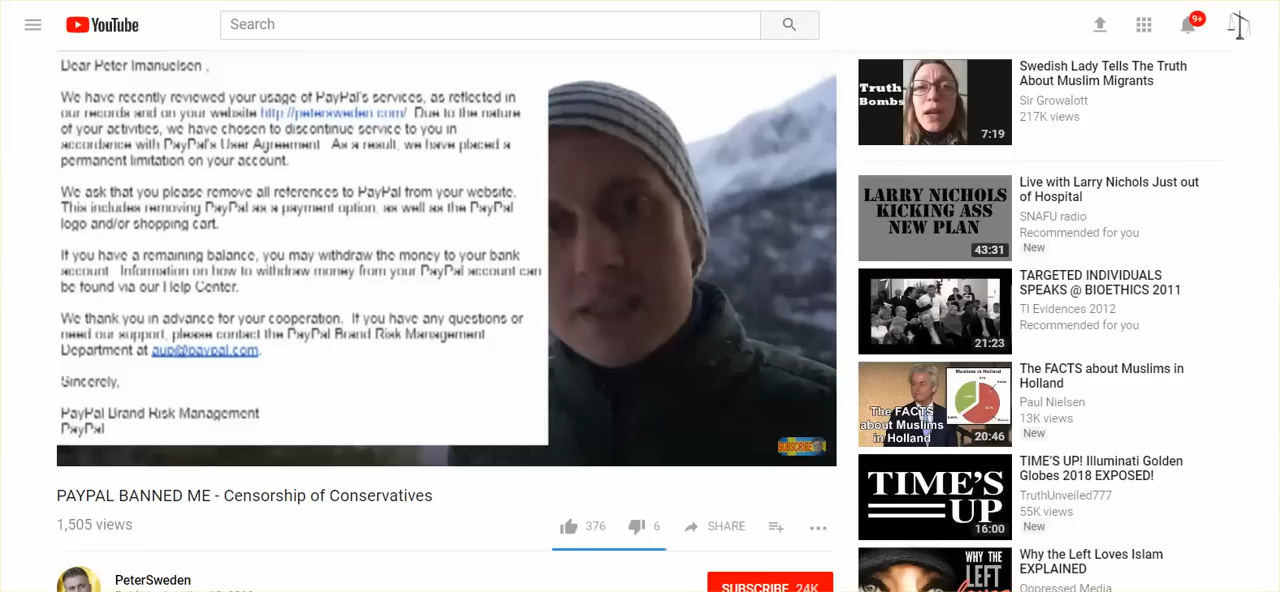 YouTube
Search
9+
Dear Peter Imanuelsen ,
We have recently reviewed your usage of PayPal's services, as reflected in
our records and on your website http://petersweden.com/ Due to the nature
of your activities, we have chosen to discontinue service to you in
accordance with PayPal's User Agreement. As a result, we have placed a
permanent limitation on your account.
We ask that you please remove all references to PayPal from your website.
This includes removing PayPal as a payment option, as well as the PayPal
logo and/or shopping cart.
If you have a remaining balance, you may withdraw the money to your bank
account. Information on how to withdraw money from your PayPal account can
be found via our Help Center.
We thank you in advance for your cooperation. If you have any questions or
need our support, please contact the PayPal Brand Risk Management
Department at aup@paypal.com.
Sincerely,
PayPal Brand Risk Management
PayPal
SUBSCRIBE
PAYPAL BANNED ME - Censorship of Conservatives
1,505 views
376
6
SHARE
PeterSweden
SUBSCRIBE 24K
Truth
Bombs
7:19
Swedish Lady Tells The Truth
About Muslim Migrants
Sir Growalott
217K views
LARRY NICHOLS
KICKING ASS
NEW PLAN
43:31
Live with Larry Nichols Just out
of Hospital
SNAFU radio
Recommended for you
New
21:23
TARGETED INDIVIDUALS
SPEAKS @ BIOETHICS 2011
TI Evidences 2012
Recommended for you
Muslims in Holland
The FACTS
about Muslims
in Holland
20:46
The FACTS about Muslims in
Holland
Paul Nielsen
13K views
New
TIME'S
UP
16:00
TIME'S UP! Illuminati Golden
Globes 2018 EXPOSED!
TruthUnveiled777
55K views
New
WHY THE
LEFT
Why the Left Loves Islam
EXPLAINED
Oppressed Media